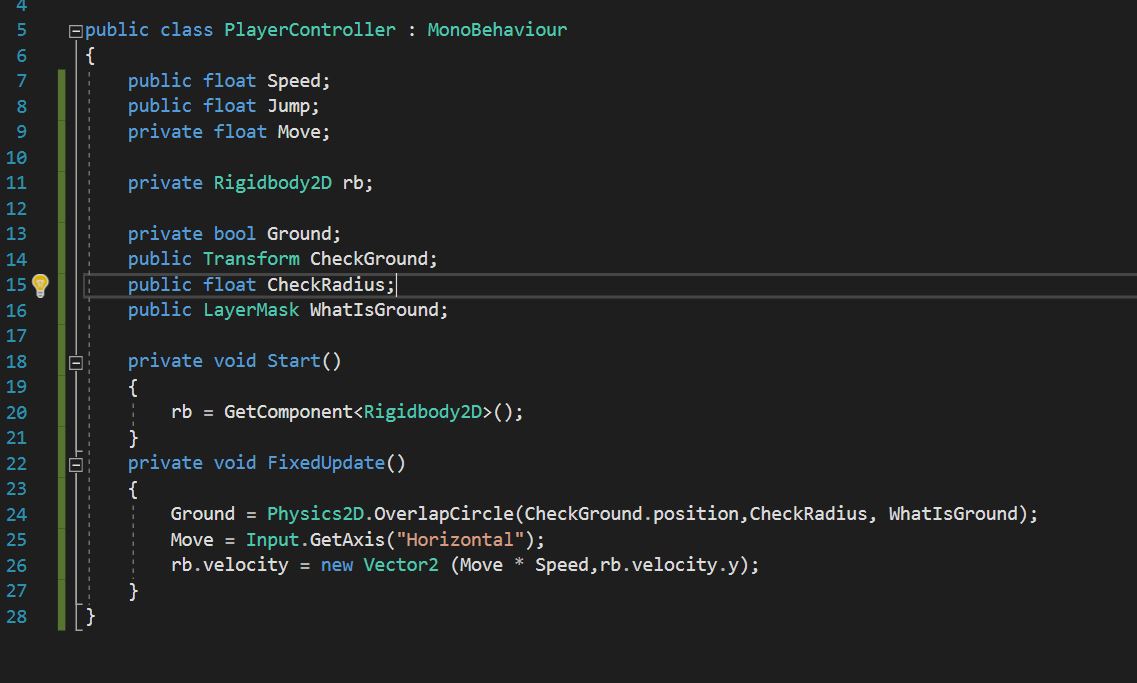 4
5 public class PlayerController : MonoBehaviour
6 {
7 public float Speed;
8 public float Jump;
9 private float Move;
10
11 private Rigidbody2D rb;
12
13 private bool Ground;
14 public Transform CheckGround;
15 public float CheckRadius;
16 public LayerMask WhatIsGround;
17
18 private void Start()
19 {
20 rb = GetComponent<Rigidbody2D>();
21 }
22 private void FixedUpdate()
23 {
24 Ground = Physics2D.OverlapCircle(CheckGround.position,CheckRadius, WhatIsGround);
25 Move = Input.GetAxis("Horizontal");
26 rb.velocity = new Vector2 (Move * Speed,rb.velocity.y);
27 }
28 }